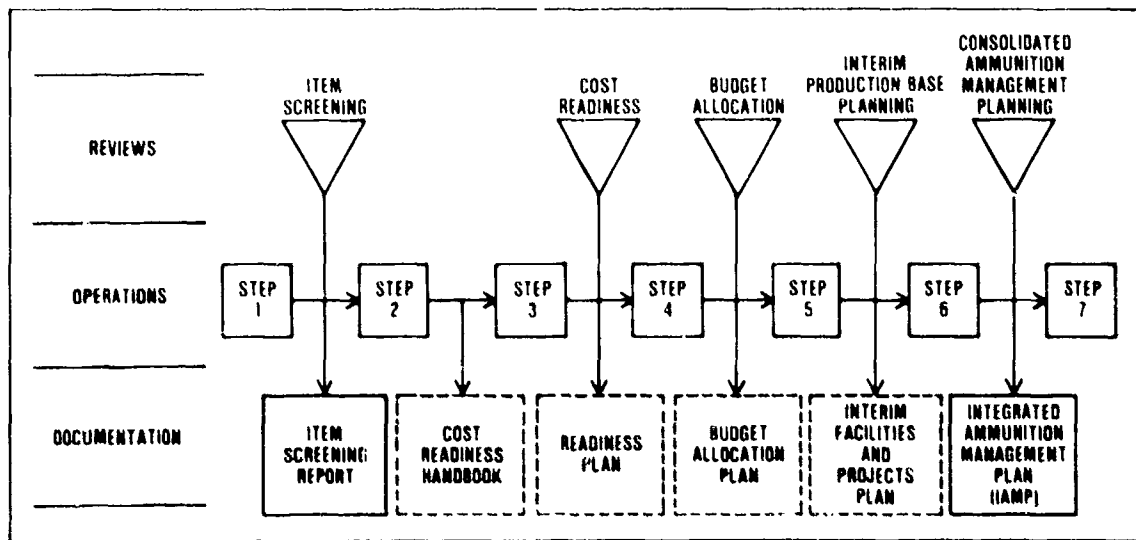 ITEM
SCREENING
COST
READINESS
BUDGET
ALLOCATION
INTERIM
PRODUCTION BASE
PLANNING
CONSOLIDATED
AMMUNITION
MANAGEMENT
PLANNING
REVIEWS
OPERATIONS
STEP
1
STEP
2
STEP
3
STEP
4
STEP
5
STEP
6
STEP
7
DOCUMENTATION
ITEM
SCREENING
REPORT
COST
READINESS
HANDBOOK
READINESS
PLAN
BUDGET
ALLOCATION
PLAN
INTERIM
FACILITIES
AND
PROJECTS
PLAN
INTEGRATED
AMMUNITION
MANAGEMENT
PLAN
(IAMP)